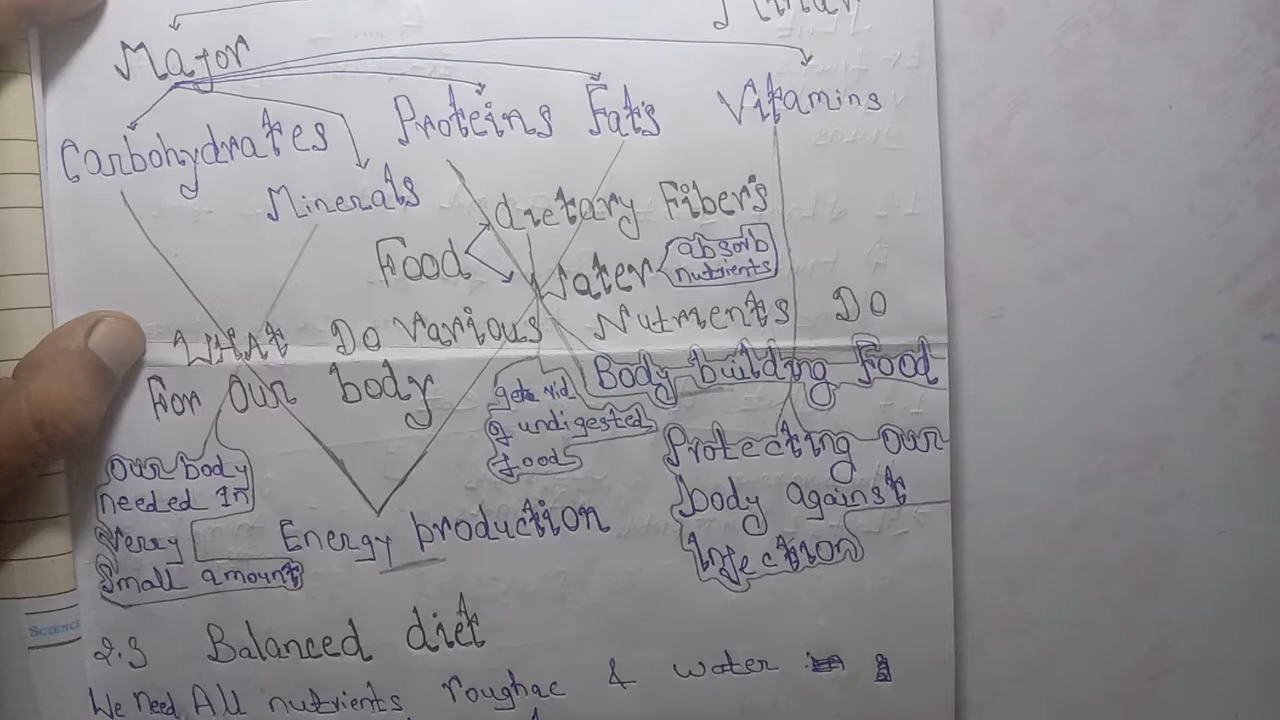 Major
Carbohydrates
Minerals
Proteins
Fats
Vitamins
Food
dietary Fibers
Water
absorb
nutrients
WHAt Do various Nutrients Do
For our body
gets rid
of undigested
food
Body building Food
Our body
needed In
Very
Small amount
Energy production
Protecting our
body against
Infection
2.3 Balanced diet
We Need All nutrients roughac & water
Science